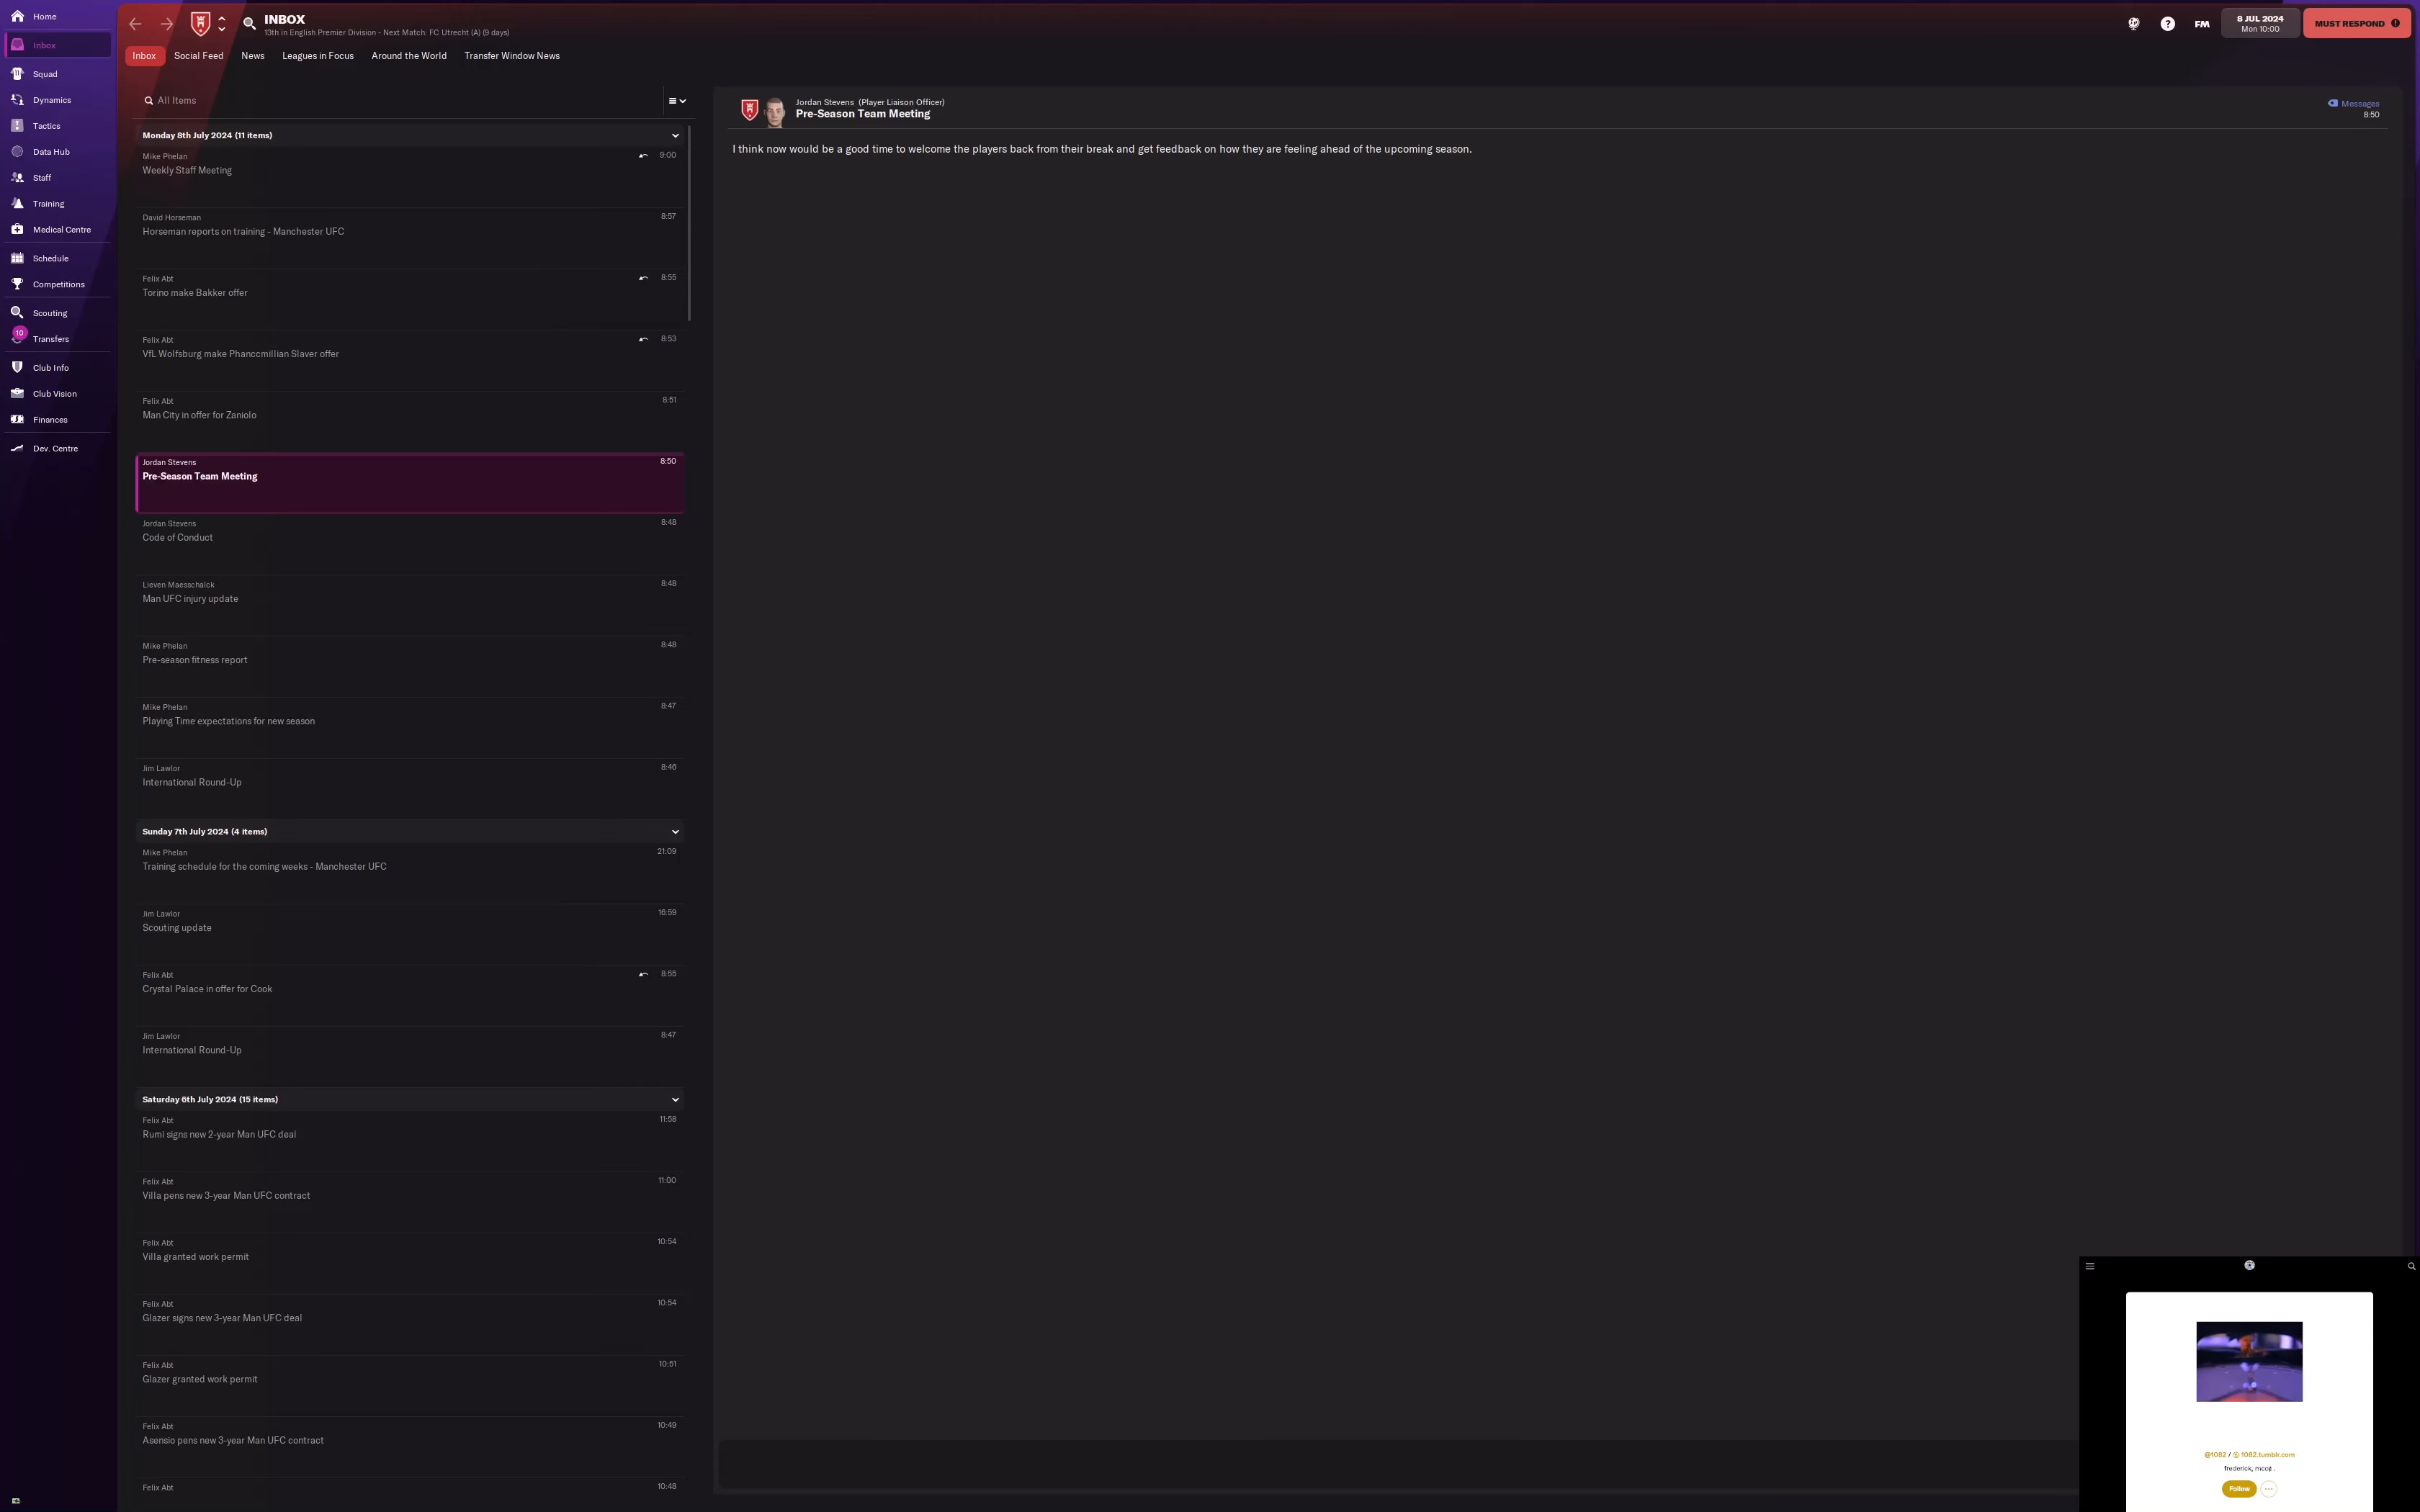 Home
Inbox
Squad
Dynamics
Tactics
Data Hub
Staff
Training
Medical Centre
Schedule
Competitions
Scouting
10
Transfers
Club Info
Club Vision
Finances
Dev. Centre
INBOX
13th in English Premier Division - Next Match: FC Utrecht (A) (9 days)
FM
8 JUL 2024
Mon 10:00
MUST RESPOND
Inbox Social Feed News Leagues in Focus Around the World Transfer Window News
All Items
Monday 8th July 2024 (11 items)
Mike Phelan 9:00
Weekly Staff Meeting
David Horseman 8:57
Horseman reports on training - Manchester UFC
Felix Abt 8:55
Torino make Bakker offer
Felix Abt 8:53
VfL Wolfsburg make Phanccmillian Slaver offer
Felix Abt 8:51
Man City in offer for Zaniolo
Jordan Stevens 8:50
Pre-Season Team Meeting
Jordan Stevens 8:48
Code of Conduct
Lieven Maesschalck 8:48
Man UFC injury update
Mike Phelan 8:48
Pre-season fitness report
Mike Phelan 8:47
Playing Time expectations for new season
Jim Lawlor 8:46
International Round-Up
Sunday 7th July 2024 (4 items)
Mike Phelan 21:09
Training schedule for the coming weeks - Manchester UFC
Jim Lawlor 16:59
Scouting update
Felix Abt 8:55
Crystal Palace in offer for Cook
Jim Lawlor 8:47
International Round-Up
Saturday 6th July 2024 (15 items)
Felix Abt 11:58
Rumi signs new 2-year Man UFC deal
Felix Abt 11:00
Villa pens new 3-year Man UFC contract
Felix Abt 10:54
Villa granted work permit
Felix Abt 10:54
Glazer signs new 3-year Man UFC deal
Felix Abt 10:51
Glazer granted work permit
Felix Abt 10:49
Asensio pens new 3-year Man UFC contract
Felix Abt 10:48
Jordan Stevens (Player Liaison Officer)
Pre-Season Team Meeting
Messages
8:50
I think now would be a good time to welcome the players back from their break and get feedback on how they are feeling ahead of the upcoming season.
@1082 / 1082.tumblr.com
frederick,
Follow